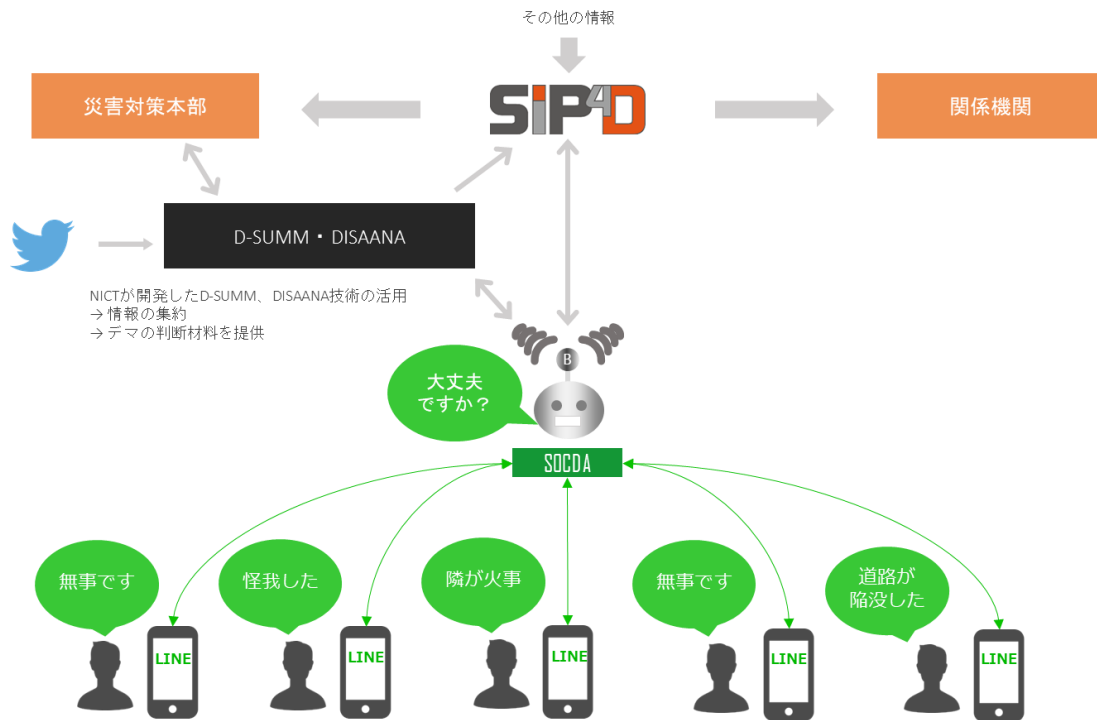 その他の情報
災害対策本部
SiP4D
関係機関
D-SUMM・DISAANA
NICTが開発したD-SUMM、DISAANA技術の活用
→ 情報の集約
→ デマの判断材料を提供
B
大丈夫
ですか？
SOCDA
無事です
怪我した
隣が火事
無事です
道路が
陥没した
LINE
LINE
LINE
LINE
LINE